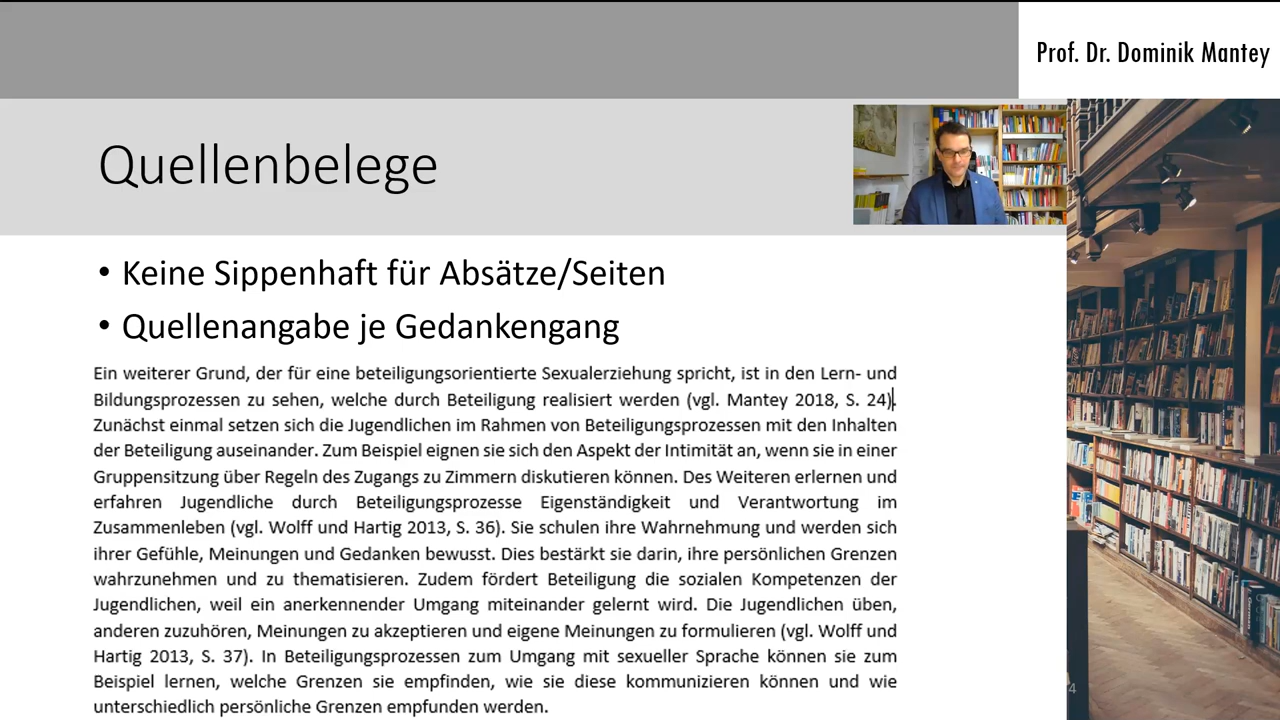 Prof. Dr. Dominik Mantey
Quellenbelege
• Keine Sippenhaft für Absätze/Seiten
• Quellenangabe je Gedankengang
Ein weiterer Grund, der für eine beteiligungsorientierte Sexualerziehung spricht, ist in den Lern- und
Bildungsprozessen zu sehen, welche durch Beteiligung realisiert werden (vgl. Mantey 2018, S. 24).
Zunächst einmal setzen sich die Jugendlichen im Rahmen von Beteiligungsprozessen mit den Inhalten
der Beteiligung auseinander. Zum Beispiel eignen sie sich den Aspekt der Intimität an, wenn sie in einer
Gruppensitzung über Regeln des Zugangs zu Zimmern diskutieren können. Des Weiteren erlernen und
erfahren Jugendliche durch Beteiligungsprozesse Eigenständigkeit und Verantwortung im
Zusammenleben (vgl. Wolff und Hartig 2013, S. 36). Sie schulen ihre Wahrnehmung und werden sich
ihrer Gefühle, Meinungen und Gedanken bewusst. Dies bestärkt sie darin, ihre persönlichen Grenzen
wahrzunehmen und zu thematisieren. Zudem fördert Beteiligung die sozialen Kompetenzen der
Jugendlichen, weil ein anerkennender Umgang miteinander gelernt wird. Die Jugendlichen üben,
anderen zuzuhören, Meinungen zu akzeptieren und eigene Meinungen zu formulieren (vgl. Wolff und
Hartig 2013, S. 37). In Beteiligungsprozessen zum Umgang mit sexueller Sprache können sie zum
Beispiel lernen, welche Grenzen sie empfinden, wie sie diese kommunizieren können und wie
unterschiedlich persönliche Grenzen empfunden werden.
4